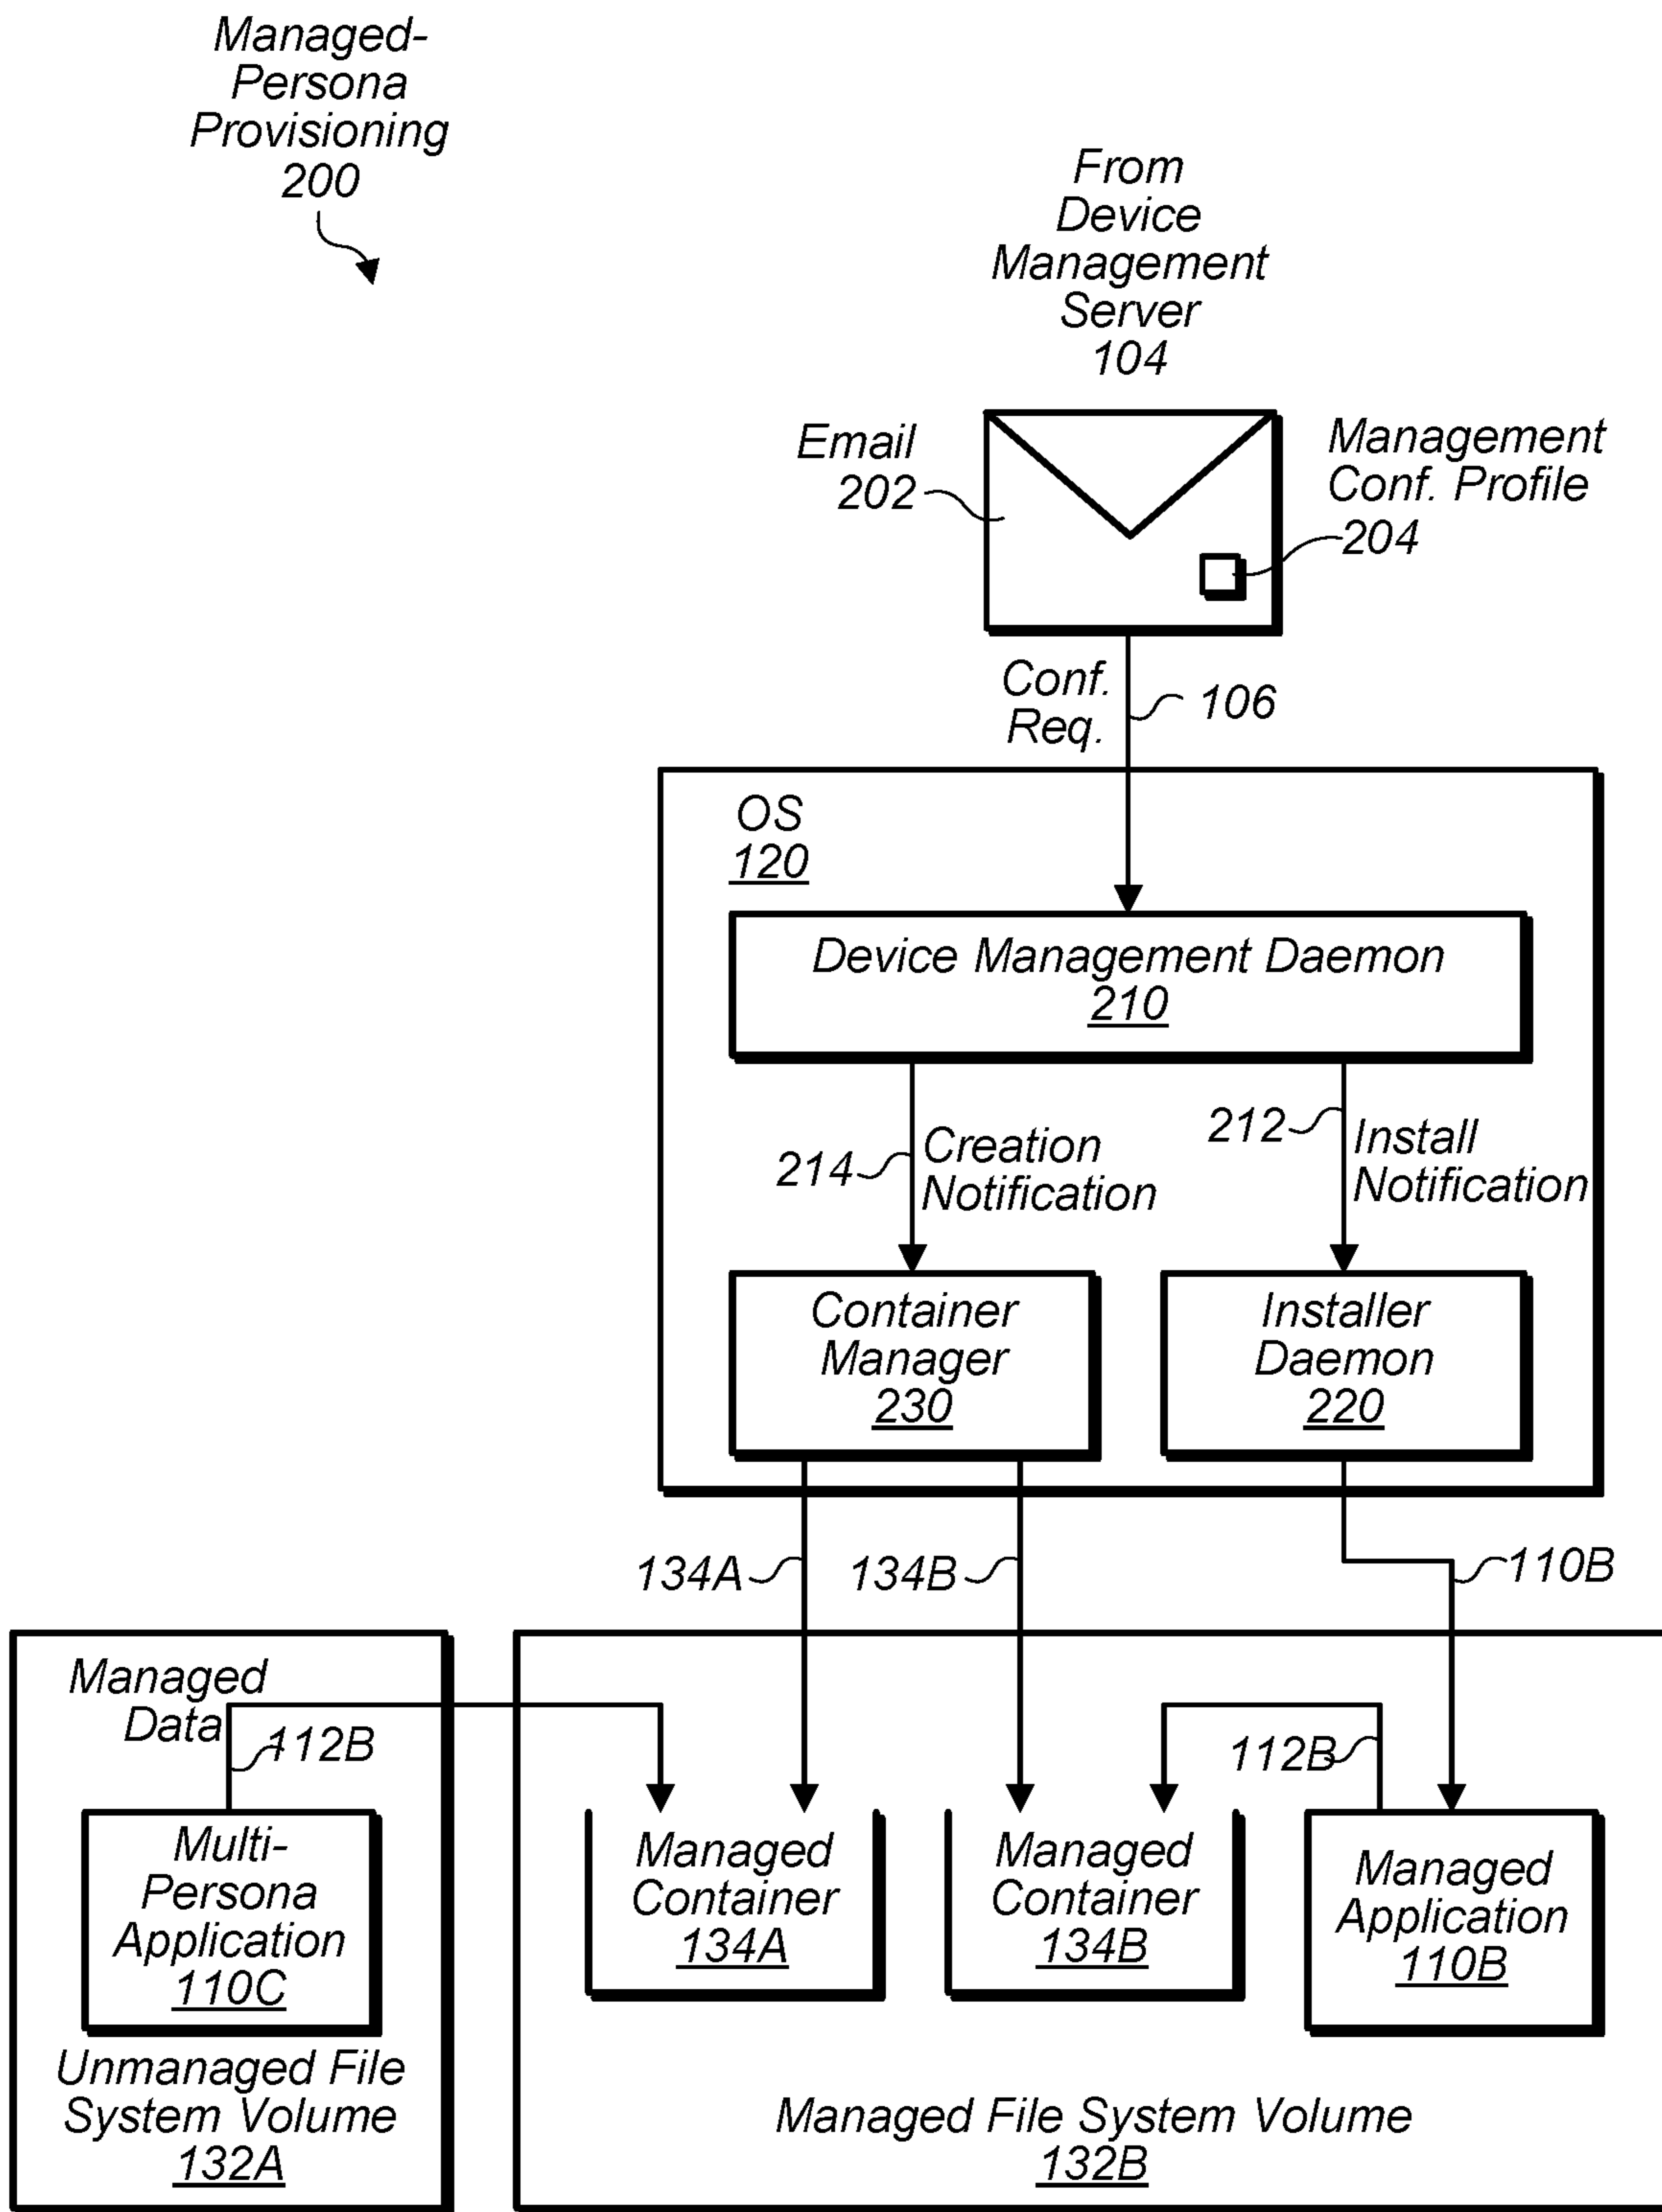 Managed-
Persona
Provisioning
200
From
Device
Management
Server
104
Email
202
Management
Conf. Profile
204
Conf.
Req.
106
OS
120
Device Management Daemon
210
214
Creation
Notification
212
Install
Notification
Container
Manager
230
Installer
Daemon
220
134A
134B
110B
Managed
Data
112B
112B
Multi-
Persona
Application
110C
Managed
Container
134A
Managed
Container
134B
Managed
Application
110B
Unmanaged File
System Volume
132A
Managed File System Volume
132B